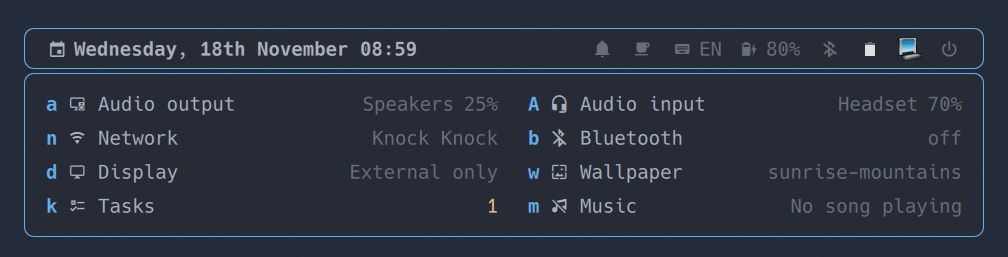 Wednesday, 18th November 08:59 EN 80%
a Audio output Speakers 25% A Audio input Headset 70%
n Network Knock Knock b Bluetooth off
d Display External only w Wallpaper sunrise-mountains
k Tasks 1 m Music No song playing